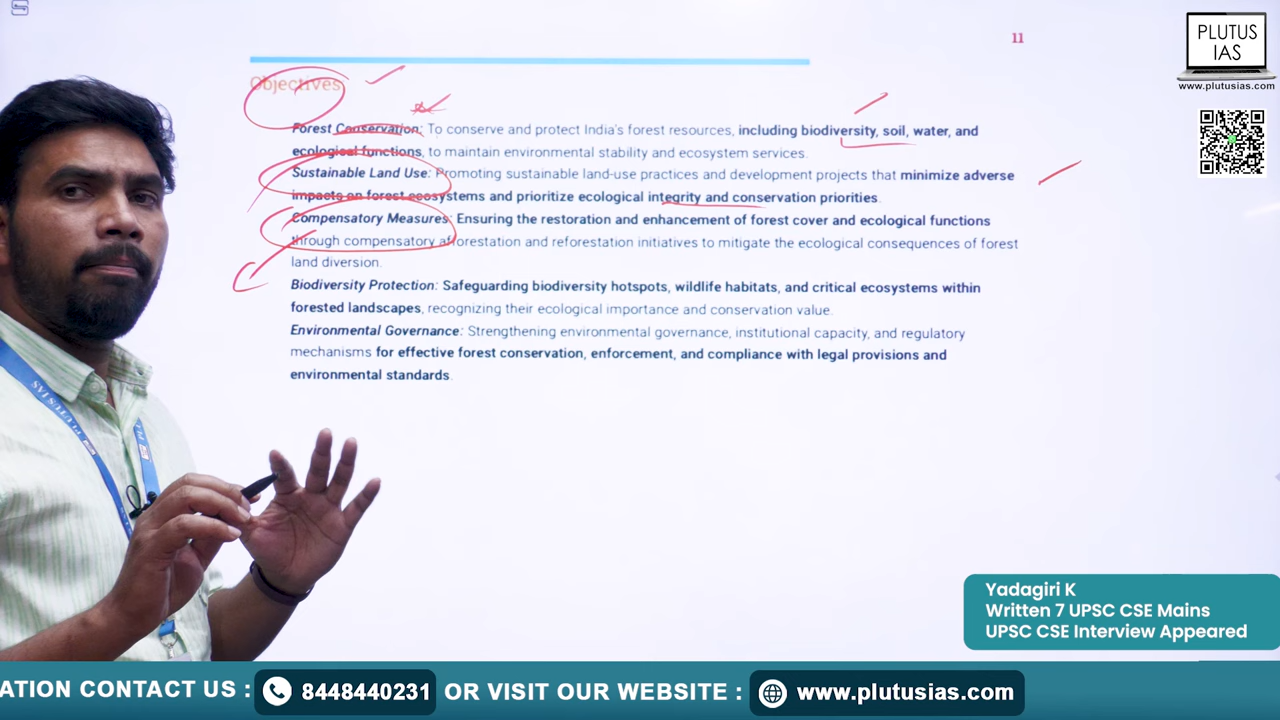 11
PLUTUS
IAS
www.plutusias.com
Objectives
Forest Conservation: To conserve and protect India's forest resources, including biodiversity, soil, water, and
ecological functions, to maintain environmental stability and ecosystem services.
Sustainable Land Use: Promoting sustainable land-use practices and development projects that minimize adverse
impacts on forest ecosystems and prioritize ecological integrity and conservation priorities.
Compensatory Measures: Ensuring the restoration and enhancement of forest cover and ecological functions
through compensatory afforestation and reforestation initiatives to mitigate the ecological consequences of forest
land diversion.
Biodiversity Protection: Safeguarding biodiversity hotspots, wildlife habitats, and critical ecosystems within
forested landscapes, recognizing their ecological importance and conservation value.
Environmental Governance: Strengthening environmental governance, institutional capacity, and regulatory
mechanisms for effective forest conservation, enforcement, and compliance with legal provisions and
environmental standards.
PLUTUS IAS
Yadagiri K
Written 7 UPSC CSE Mains
UPSC CSE Interview Appeared
ATION CONTACT US : 8448440231 OR VISIT OUR WEBSITE : www.plutusias.com